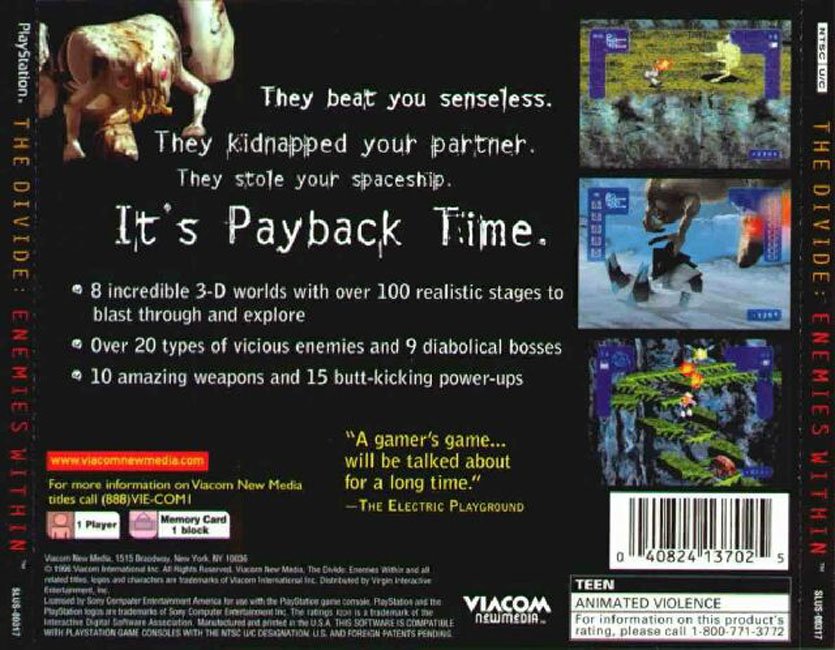 PlayStation.
THE DIVIDE: ENEMIES WITHIN™
SLUS-00317
They beat you senseless.
They kidnapped your partner.
They stole your spaceship.
It's Payback Time.
8 incredible 3-D worlds with over 100 realistic stages to
blast through and explore
Over 20 types of vicious enemies and 9 diabolical bosses
10 amazing weapons and 15 butt-kicking power-ups
www.viacomnewmedia.com
For more information on Viacom New Media
titles call (888)VIE-COM1
1 Player
Memory Card
1 block
"A gamer's game...
will be talked about
for a long time."
—THE ELECTRIC PLAYGROUND
Viacom New Media, 1515 Broadway, New York, NY 10036
© 1996 Viacom International Inc. All Rights Reserved. Viacom New Media, The Divide: Enemies Within and all
related titles, logos and characters are trademarks of Viacom International Inc. Distributed by Virgin Interactive
Entertainment, Inc.
Licensed by Sony Computer Entertainment America for use with the PlayStation game console. PlayStation and the
PlayStation logos are trademarks of Sony Computer Entertainment Inc. The ratings icon is a trademark of the
Interactive Digital Software Association. Manufactured and printed in the U.S.A. THIS SOFTWARE IS COMPATIBLE
WITH PLAYSTATION GAME CONSOLES WITH THE NTSC U/C DESIGNATION. U.S. AND FOREIGN PATENTS PENDING.
VIACOM
newmedia™
0 40824 13702 5
TEEN
ANIMATED VIOLENCE
For information on this product's
rating, please call 1-800-771-3772
NTSC U/C
THE DIVIDE: ENEMIES WITHIN™
SLUS-00317